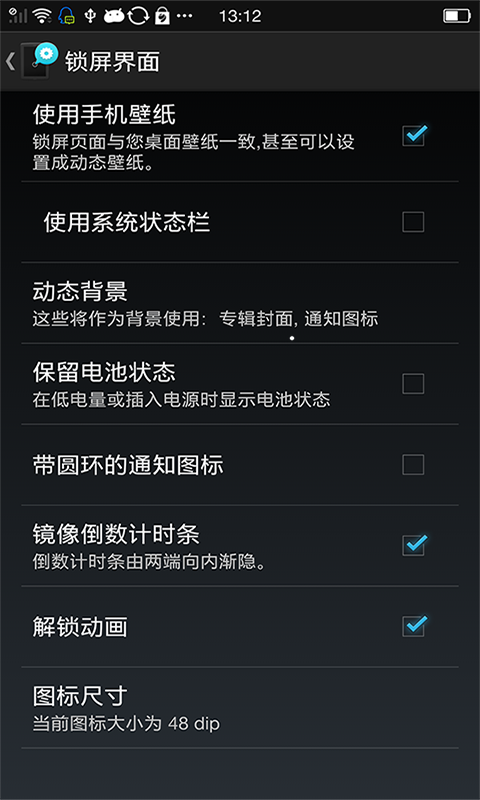 13:12
锁屏界面
使用手机壁纸
锁屏页面与您桌面壁纸一致,甚至可以设
置成动态壁纸。
使用系统状态栏
动态背景
这些将作为背景使用: 专辑封面, 通知图标
保留电池状态
在低电量或插入电源时显示电池状态
带圆环的通知图标
镜像倒数计时条
倒数计时条由两端向内渐隐。
解锁动画
图标尺寸
当前图标大小为 48 dip